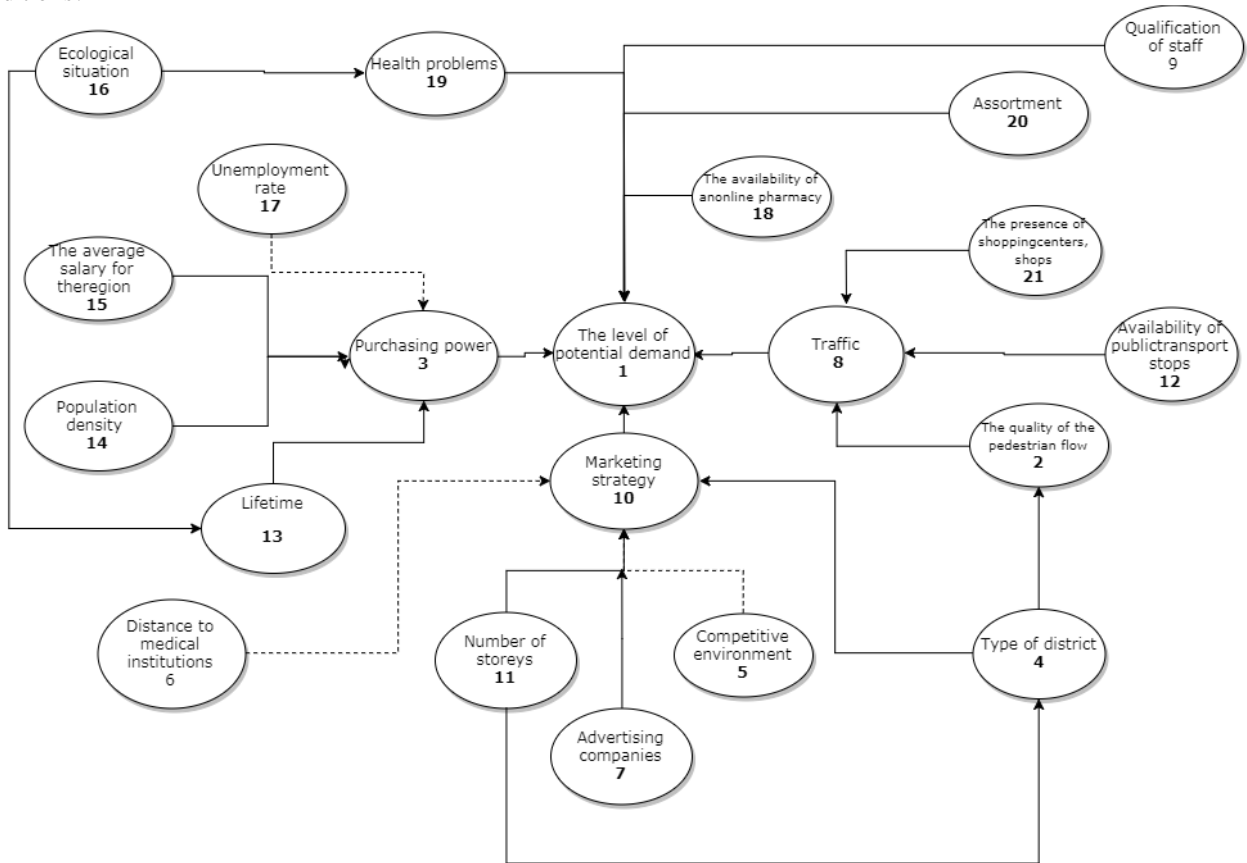 Ecological
situation
16
Health problems
19
Qualification
of staff
9
Assortment
20
Unemployment
rate
17
The availability of
anonline pharmacy
18
The presence of
shoppingcenters,
shops
21
The average
salary for
theregion
15
Purchasing power
3
The level of
potential demand
1
Traffic
8
Availability of
publictransport
stops
12
Population
density
14
The quality of the
pedestrian flow
2
Marketing
strategy
10
Lifetime
13
Distance to
medical
institutions
6
Number of
storeys
11
Competitive
environment
5
Type of district
4
Advertising
companies
7